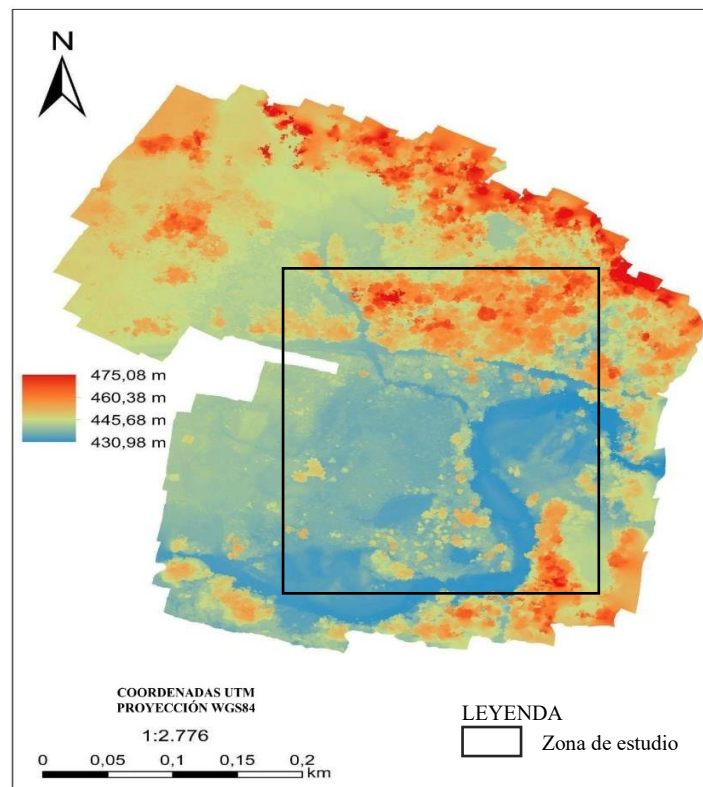 N
475,08 m
460,38 m
445,68 m
430,98 m
COORDENADAS UTM
PROYECCIÓN WGS84
1:2.776
0 0,05 0,1 0,15 0,2
km
LEYENDA
Zona de estudio